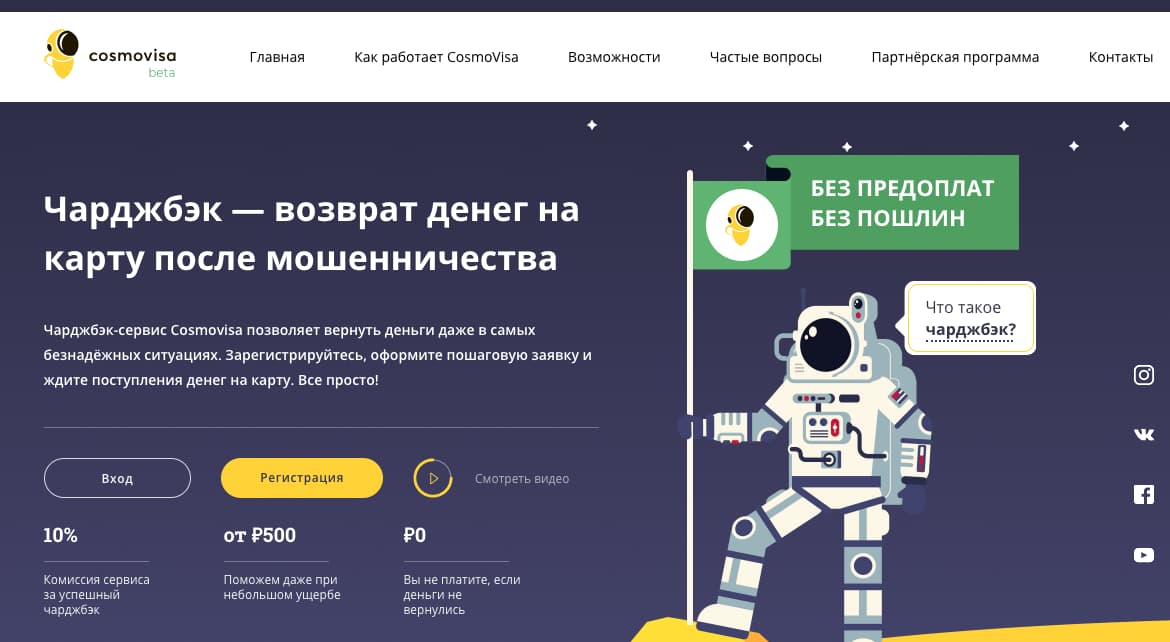 cosmovisa
beta
Главная
Как работает CosmoVisa
Возможности
Частые вопросы
Партнёрская программа
Контакты
БЕЗ ПРЕДОПЛАТ
БЕЗ ПОШЛИН
Чарджбэк — возврат денег на
карту после мошенничества
Что такое
чарджбэк?
Чарджбэк-сервис Cosmovisa позволяет вернуть деньги даже в самых
безнадёжных ситуациях. Зарегистрируйтесь, оформите пошаговую заявку и
ждите поступления денег на карту. Все просто!
Вход
Регистрация
Смотреть видео
10%
Комиссия сервиса
за успешный
чарджбэк
от ₽500
Поможем даже при
небольшом ущербе
₽0
Вы не платите, если
деньги не
вернулись